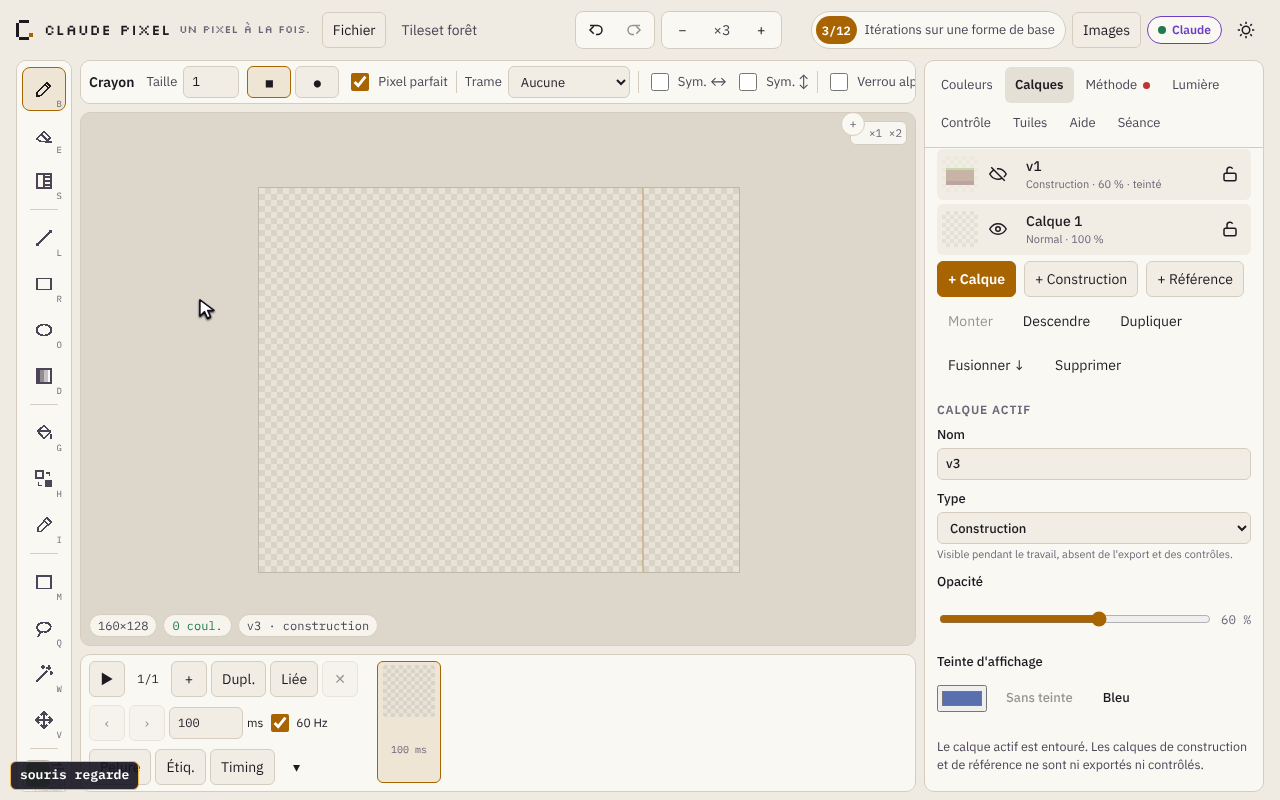 CLAUDE PIXEL UN PIXEL À LA FOIS. Fichier Tileset forêt − ×3 + 3/12 Itérations sur une forme de base Images Claude
Crayon Taille 1 Pixel parfait Trame Aucune Sym. ↔ Sym. ↕ Verrou alp
B
E
S
L
R
O
D
G
H
I
M
Q
W
V
+ ×1 ×2
160×128 0 coul. v3 · construction
1/1 + Dupl. Liée ×
‹ › 100 ms 60 Hz
Étiq. Timing ▼
100 ms
souris regarde
Couleurs Calques Méthode Lumière
Contrôle Tuiles Aide Séance
v1
Construction · 60 % · teinté
Calque 1
Normal · 100 %
+ Calque + Construction + Référence
Monter Descendre Dupliquer
Fusionner ↓ Supprimer
CALQUE ACTIF
Nom
v3
Type
Construction
Visible pendant le travail, absent de l'export et des contrôles.
Opacité
60 %
Teinte d'affichage
Sans teinte Bleu
Le calque actif est entouré. Les calques de construction
et de référence ne sont ni exportés ni contrôlés.